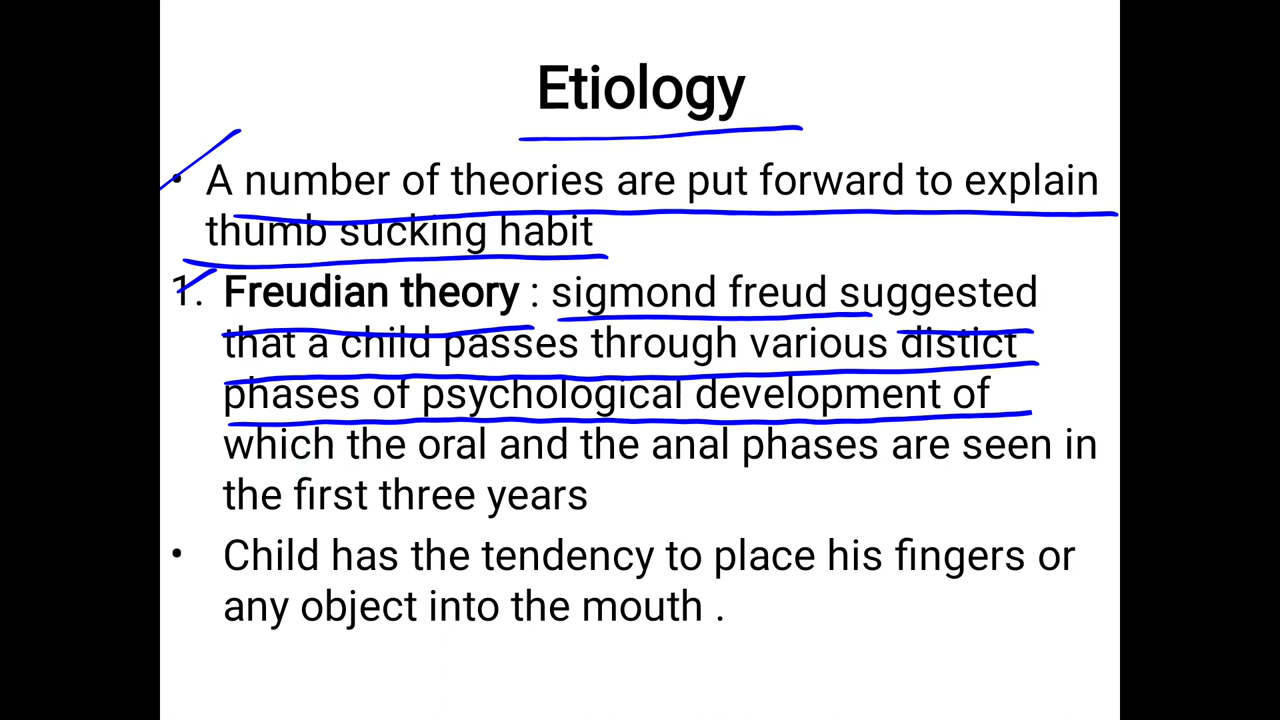 Etiology
• A number of theories are put forward to explain
thumb sucking habit
1. Freudian theory : sigmond freud suggested
that a child passes through various distict
phases of psychological development of
which the oral and the anal phases are seen in
the first three years
• Child has the tendency to place his fingers or
any object into the mouth .